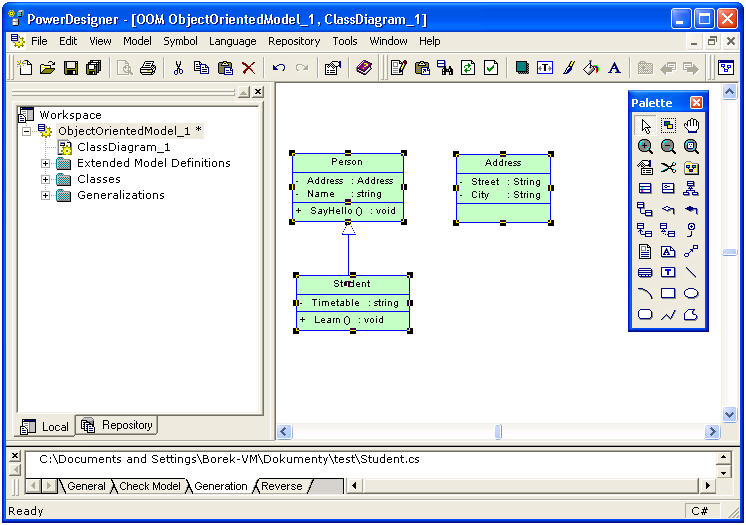 PowerDesigner - [OOM ObjectOrientedModel_1, ClassDiagram_1]
File Edit View Model Symbol Language Repository Tools Window Help
Workspace
ObjectOrientedModel_1 *
ClassDiagram_1
Extended Model Definitions
Classes
Generalizations
Local Repository
Person
- Address : Address
- Name : string
+ SayHello () : void
Address
- Street : String
- City : String
Student
- Timetable : string
+ Learn () : void
Palette
C:\Documents and Settings\Borek-VM\Dokumenty\test\Student.cs
General Check Model Generation Reverse
Ready C#